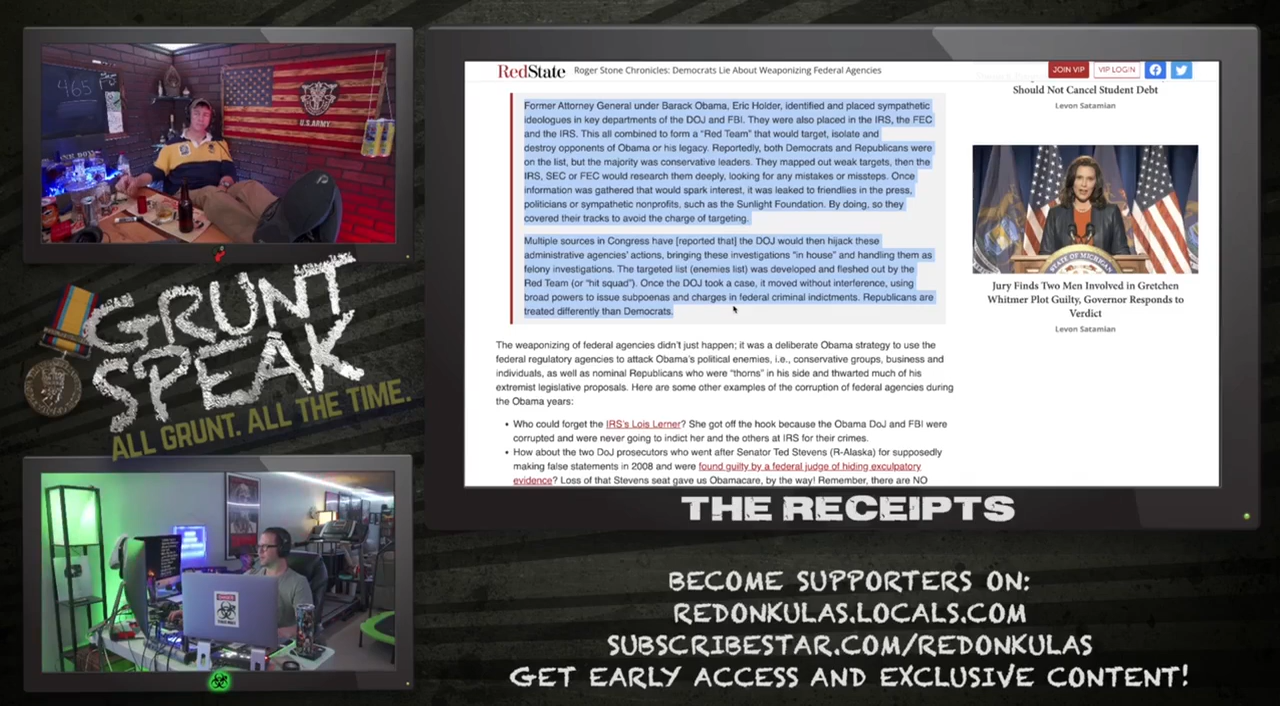 465
U.S. ARMY
GRUNT
SPEAK
ALL GRUNT. ALL THE TIME.
RedState
Roger Stone Chronicles: Democrats Lie About Weaponizing Federal Agencies
JOIN VIP
VIP LOGIN
Former Attorney General under Barack Obama, Eric Holder, identified and placed sympathetic
ideologues in key departments of the DOJ and FBI. They were also placed in the IRS, the FEC
and the IRS. This all combined to form a “Red Team” that would target, isolate and
destroy opponents of Obama or his legacy. Reportedly, both Democrats and Republicans were
on the list, but the majority was conservative leaders. They mapped out weak targets, then the
IRS, SEC or FEC would research them deeply, looking for any mistakes or missteps. Once
information was gathered that would spark interest, it was leaked to friendlies in the press,
politicians or sympathetic nonprofits, such as the Sunlight Foundation. By doing, so they
covered their tracks to avoid the charge of targeting.
Multiple sources in Congress have [reported that] the DOJ would then hijack these
administrative agencies' actions, bringing these investigations “in house” and handling them as
felony investigations. The targeted list (enemies list) was developed and fleshed out by the
Red Team (or “hit squad”). Once the DOJ took a case, it moved without interference, using
broad powers to issue subpoenas and charges in federal criminal indictments. Republicans are
treated differently than Democrats.
The weaponizing of federal agencies didn't just happen; it was a deliberate Obama strategy to use the
federal regulatory agencies to attack Obama's political enemies, i.e., conservative groups, business and
individuals, as well as nominal Republicans who were “thorns” in his side and thwarted much of his
extremist legislative proposals. Here are some other examples of the corruption of federal agencies during
the Obama years:
• Who could forget the IRS's Lois Lerner? She got off the hook because the Obama DoJ and FBI were
corrupted and were never going to indict her and the others at IRS for their crimes.
• How about the two DoJ prosecutors who went after Senator Ted Stevens (R-Alaska) for supposedly
making false statements in 2008 and were found guilty by a federal judge of hiding exculpatory
evidence? Loss of that Stevens seat gave us Obamacare, by the way! Remember, there are NO
Should Not Cancel Student Debt
Levon Satamian
STATE OF MICHIGAN
Jury Finds Two Men Involved in Gretchen
Whitmer Plot Guilty, Governor Responds to
Verdict
Levon Satamian
THE RECEIPTS
BECOME SUPPORTERS ON:
REDONKULAS.LOCALS.COM
SUBSCRIBESTAR.COM/REDONKULAS
GET EARLY ACCESS AND EXCLUSIVE CONTENT!